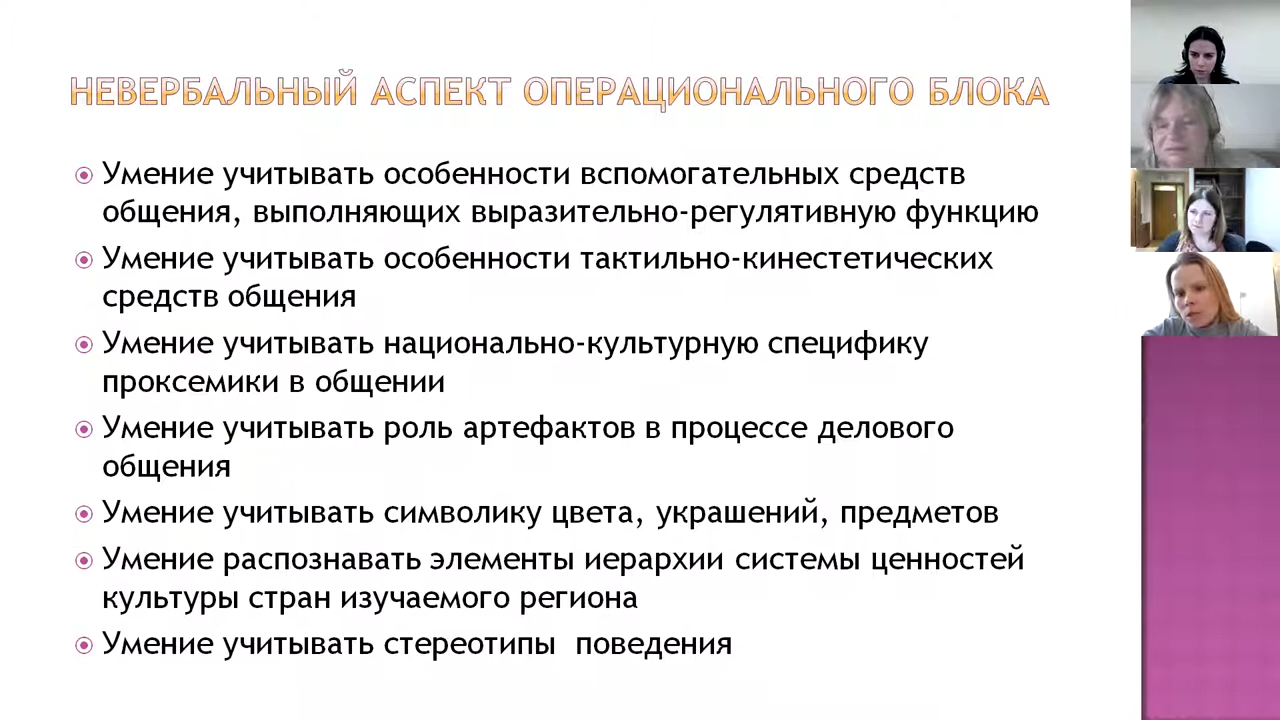 НЕВЕРБАЛЬНЫЙ АСПЕКТ ОПЕРАЦИОНАЛЬНОГО БЛОКА
Умение учитывать особенности вспомогательных средств
общения, выполняющих выразительно-регулятивную функцию
Умение учитывать особенности тактильно-кинестетических
средств общения
Умение учитывать национально-культурную специфику
проксемики в общении
Умение учитывать роль артефактов в процессе делового
общения
Умение учитывать символику цвета, украшений, предметов
Умение распознавать элементы иерархии системы ценностей
культуры стран изучаемого региона
Умение учитывать стереотипы  поведения